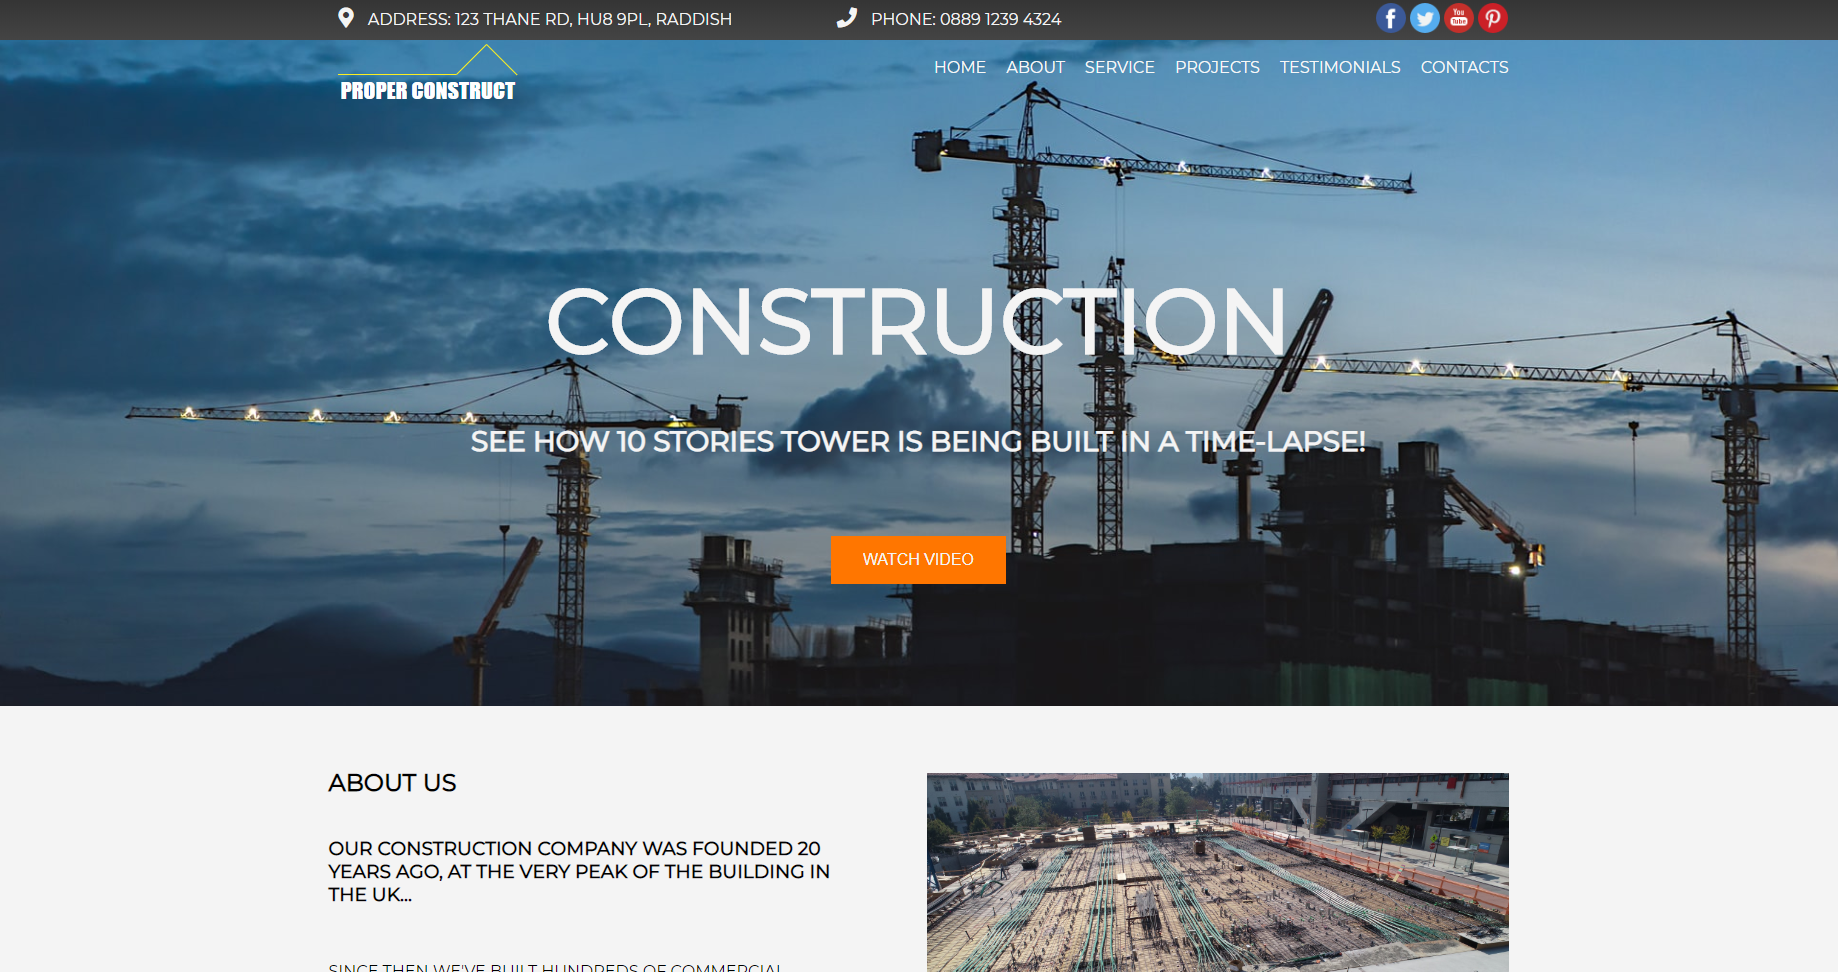 ADDRESS: 123 THANE RD, HU8 9PL, RADDISH
PHONE: 0889 1239 4324
You
Tube
PROPER CONSTRUCT
HOME ABOUT SERVICE PROJECTS TESTIMONIALS CONTACTS
CONSTRUCTION
SEE HOW 10 STORIES TOWER IS BEING BUILT IN A TIME-LAPSE!
WATCH VIDEO
ABOUT US
OUR CONSTRUCTION COMPANY WAS FOUNDED 20
YEARS AGO, AT THE VERY PEAK OF THE BUILDING IN
THE UK...
SINCE THEN WE'VE BUILT HUNDREDS OF COMMERCIAL